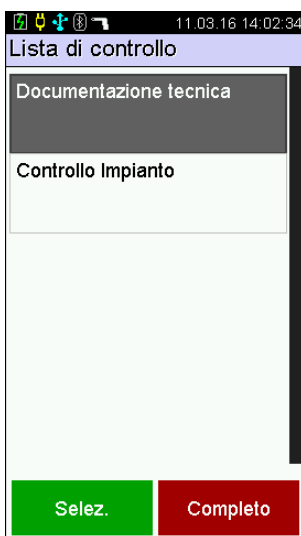 11.03.16 14:02:34
Lista di controllo
Documentazione tecnica
Controllo Impianto
Selez.
Completo